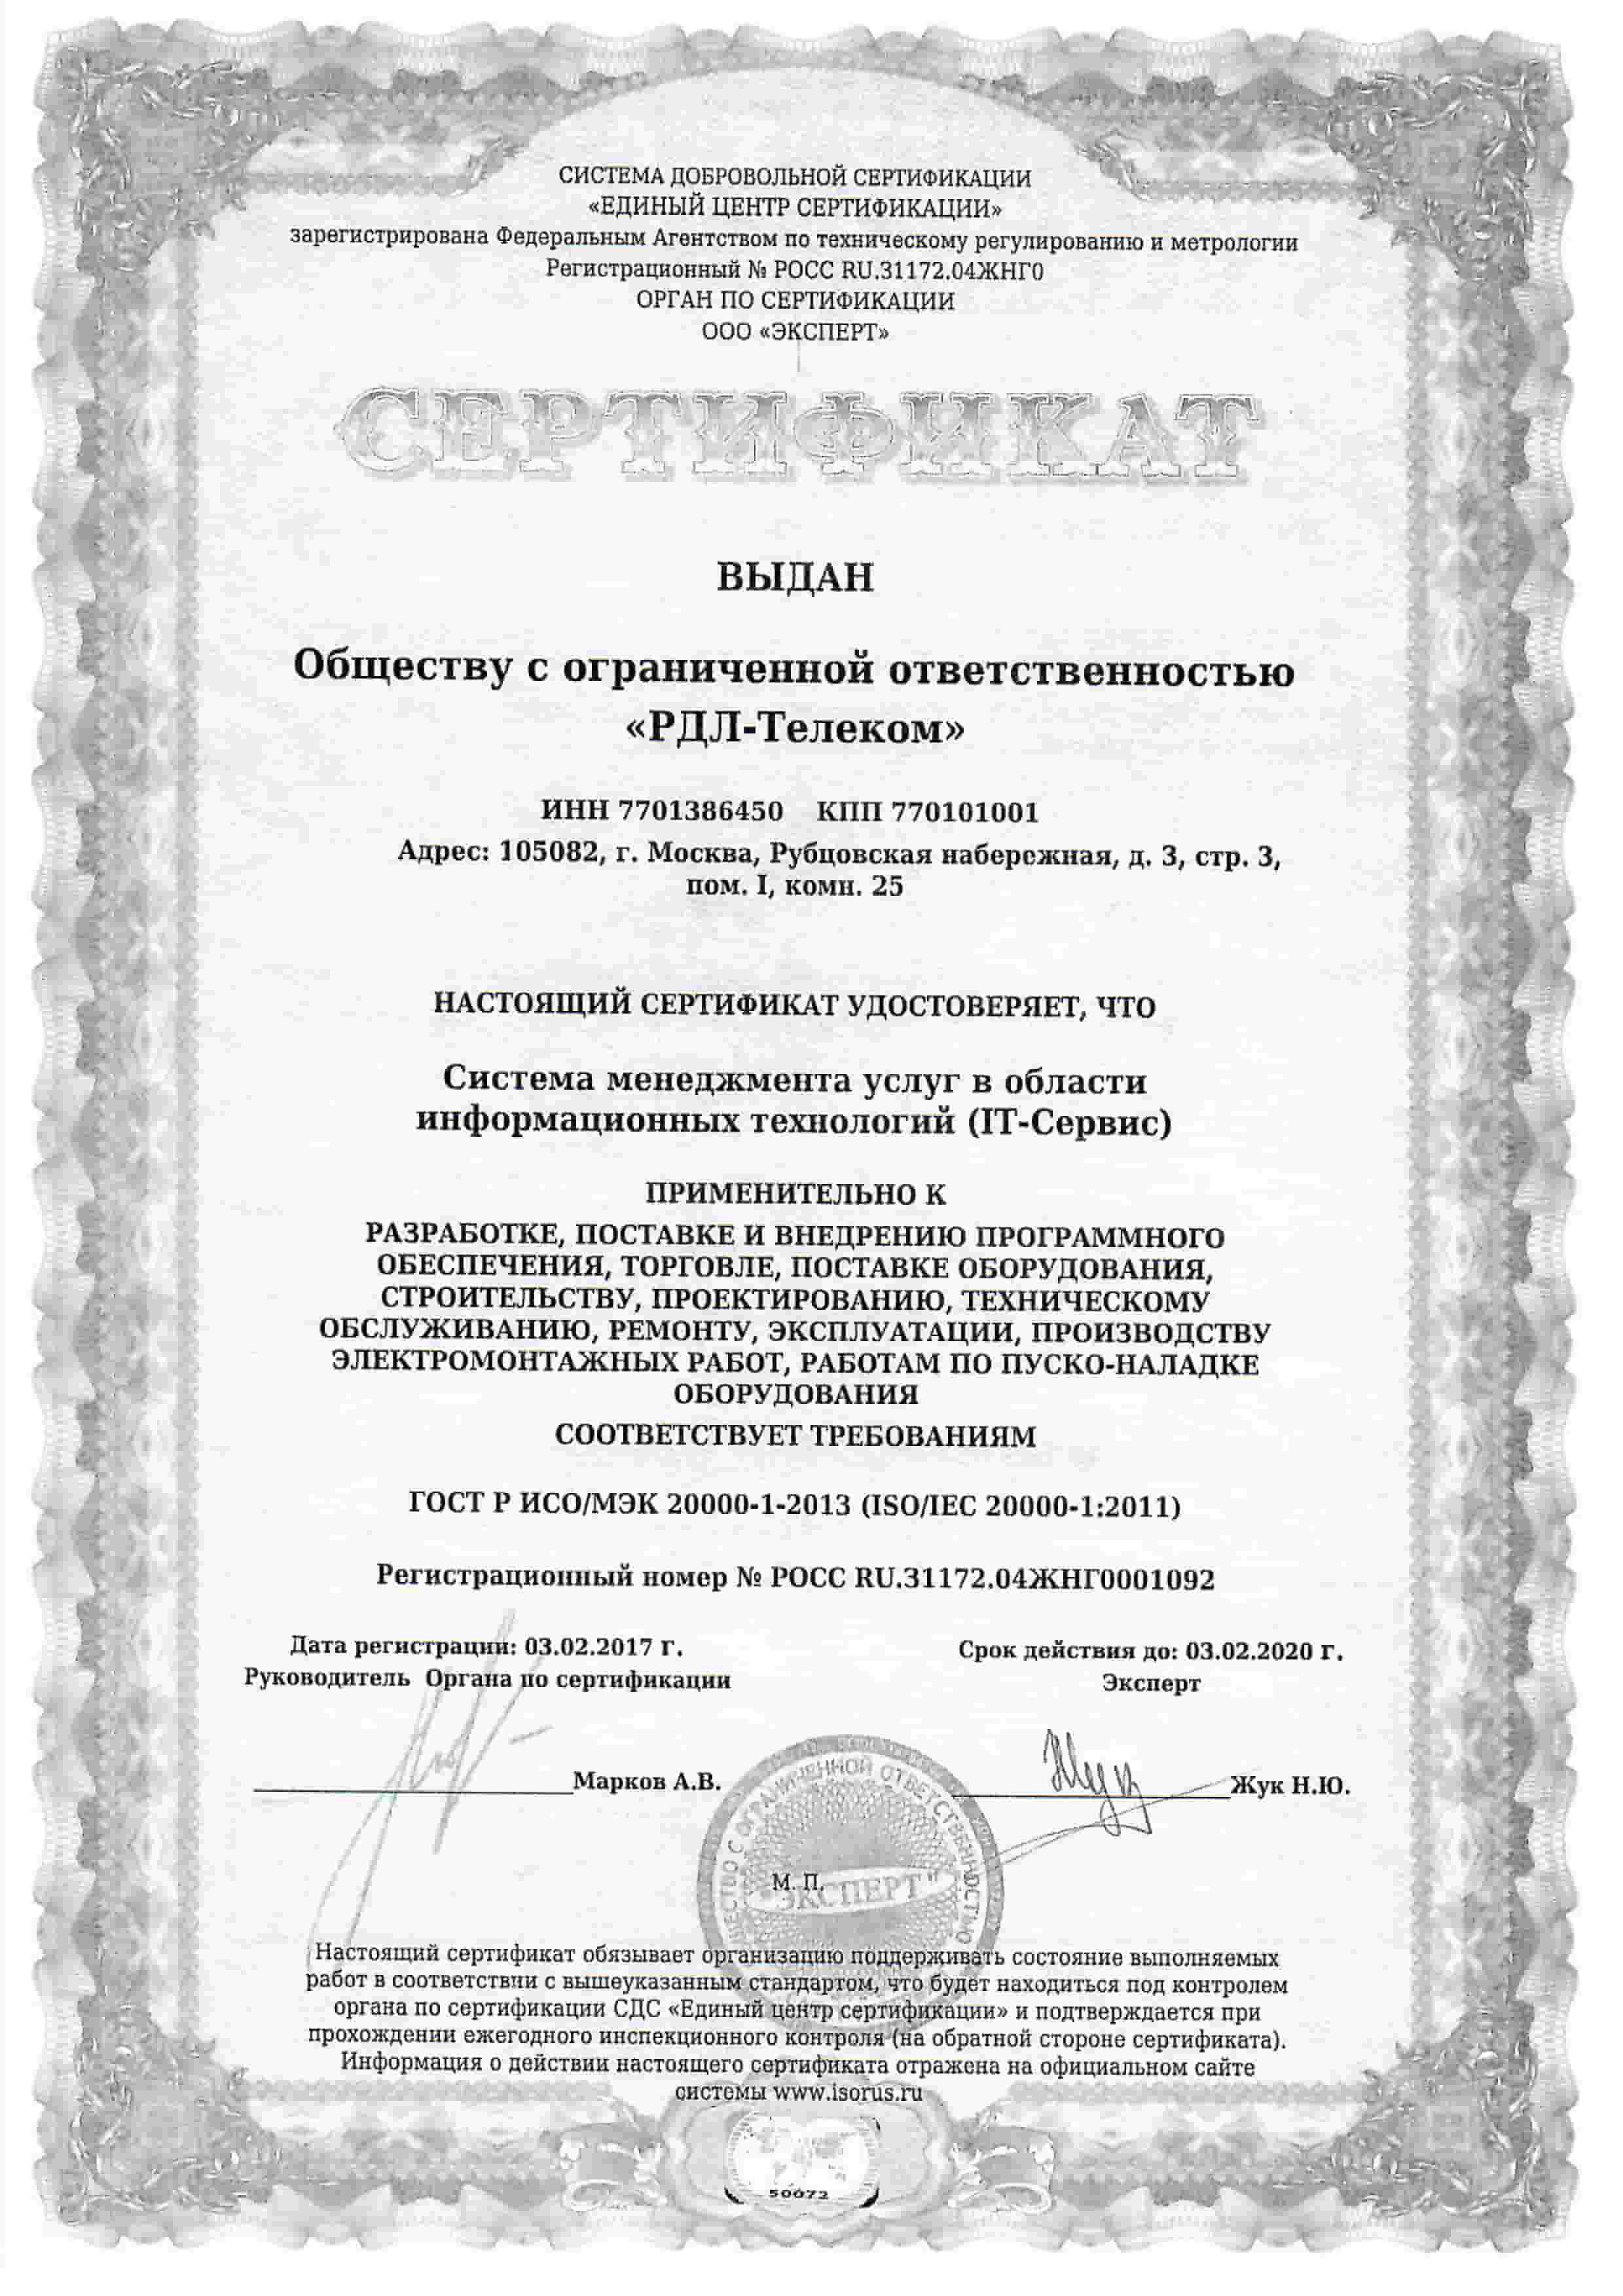 СИСТЕМА ДОБРОВОЛЬНОЙ СЕРТИФИКАЦИИ
«ЕДИНЫЙ ЦЕНТР СЕРТИФИКАЦИИ»
зарегистрирована Федеральным Агентством по техническому регулированию и метрологии
Регистрационный № РОСС RU.31172.04ЖНГ0
ОРГАН ПО СЕРТИФИКАЦИИ
ООО «ЭКСПЕРТ»
СЕРТИФИКАТ
ВЫДАН
Обществу с ограниченной ответственностью
«РДЛ-Телеком»
ИНН 7701386450 КПП 770101001
Адрес: 105082, г. Москва, Рубцовская набережная, д. 3, стр. 3,
пом. I, комн. 25
НАСТОЯЩИЙ СЕРТИФИКАТ УДОСТОВЕРЯЕТ, ЧТО
Система менеджмента услуг в области
информационных технологий (IT-Сервис)
ПРИМЕНИТЕЛЬНО К
РАЗРАБОТКЕ, ПОСТАВКЕ И ВНЕДРЕНИЮ ПРОГРАММНОГО
ОБЕСПЕЧЕНИЯ, ТОРГОВЛЕ, ПОСТАВКЕ ОБОРУДОВАНИЯ,
СТРОИТЕЛЬСТВУ, ПРОЕКТИРОВАНИЮ, ТЕХНИЧЕСКОМУ
ОБСЛУЖИВАНИЮ, РЕМОНТУ, ЭКСПЛУАТАЦИИ, ПРОИЗВОДСТВУ
ЭЛЕКТРОМОНТАЖНЫХ РАБОТ, РАБОТАМ ПО ПУСКО-НАЛАДКЕ
ОБОРУДОВАНИЯ
СООТВЕТСТВУЕТ ТРЕБОВАНИЯМ
ГОСТ Р ИСО/МЭК 20000-1-2013 (ISO/IEC 20000-1:2011)
Регистрационный номер № РОСС RU.31172.04ЖНГ0001092
Дата регистрации: 03.02.2017 г.
Срок действия до: 03.02.2020 г.
Руководитель Органа по сертификации
Эксперт
Марков А.В.
Жук Н.Ю.
С ОГРАНИЧЕННОЙ ОТВЕТСТВЕННОСТЬЮ
М. П.
"ЭКСПЕРТ"
Настоящий сертификат обязывает организацию поддерживать состояние выполняемых
работ в соответствии с вышеуказанным стандартом, что будет находиться под контролем
органа по сертификации СДС «Единый центр сертификации» и подтверждается при
прохождении ежегодного инспекционного контроля (на обратной стороне сертификата).
Информация о действии настоящего сертификата отражена на официальном сайте
системы www.isorus.ru
50072